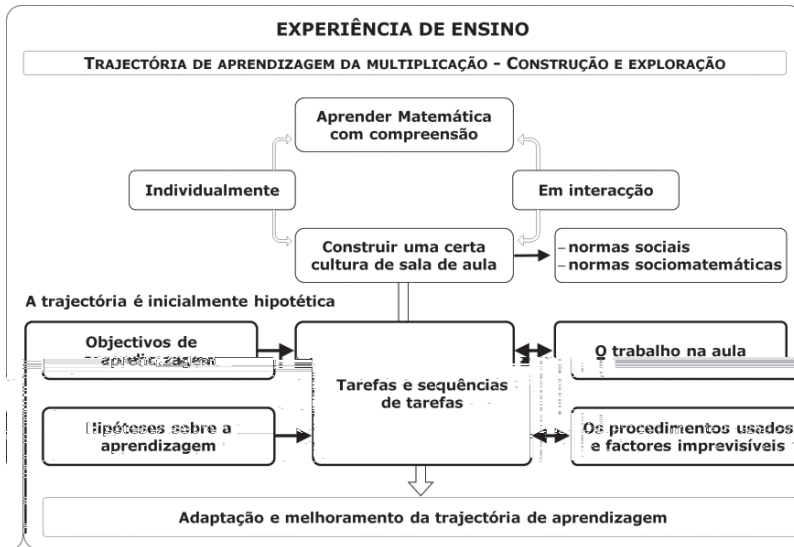 EXPERIÊNCIA DE ENSINO
TRAJECTÓRIA DE APRENDIZAGEM DA MULTIPLICAÇÃO - CONSTRUÇÃO E EXPLORAÇÃO
Aprender Matemática
com compreensão
Individualmente
Em interacção
Construir uma certa
cultura de sala de aula
– normas sociais
– normas sociomatemáticas
A trajectória é inicialmente hipotética
Objectivos de
aprendizagem
O trabalho na aula
Tarefas e sequências
de tarefas
Hipóteses sobre a
aprendizagem
Os procedimentos usados
e factores imprevisíveis
Adaptação e melhoramento da trajectória de aprendizagem